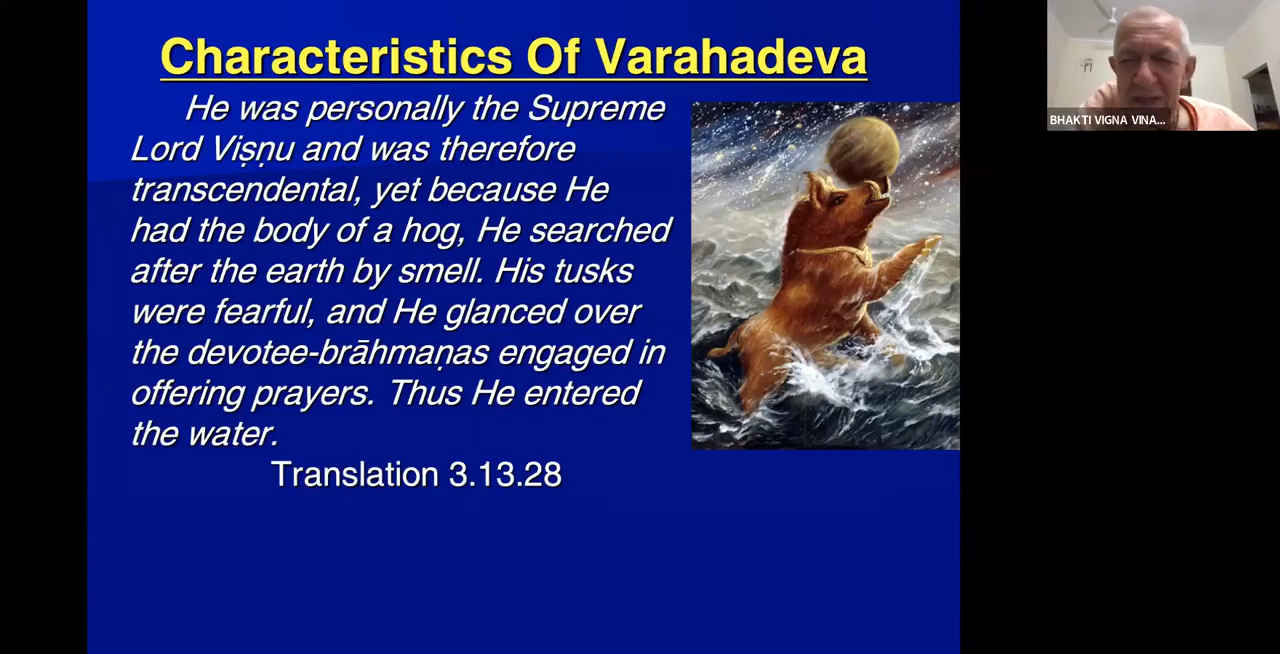 Characteristics Of Varahadeva
He was personally the Supreme
Lord Viṣṇu and was therefore
transcendental, yet because He
had the body of a hog, He searched
after the earth by smell. His tusks
were fearful, and He glanced over
the devotee-brāhmaṇas engaged in
offering prayers. Thus He entered
the water.
Translation 3.13.28
BHAKTI VIGNA VINA...